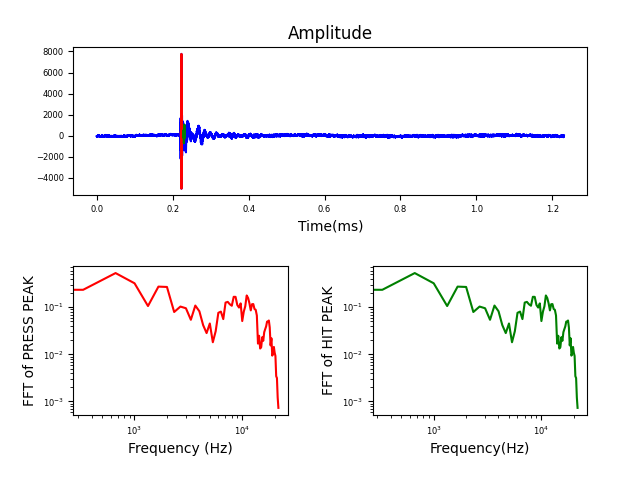 Amplitude
8000
6000
4000
2000
0
−2000
−4000
0.0 0.2 0.4 0.6 0.8 1.0 1.2
Time(ms)
FFT of PRESS PEAK
10⁻¹
10⁻²
10⁻³
10³ 10⁴
Frequency (Hz)
FFT of HIT PEAK
10⁻¹
10⁻²
10⁻³
10³ 10⁴
Frequency(Hz)